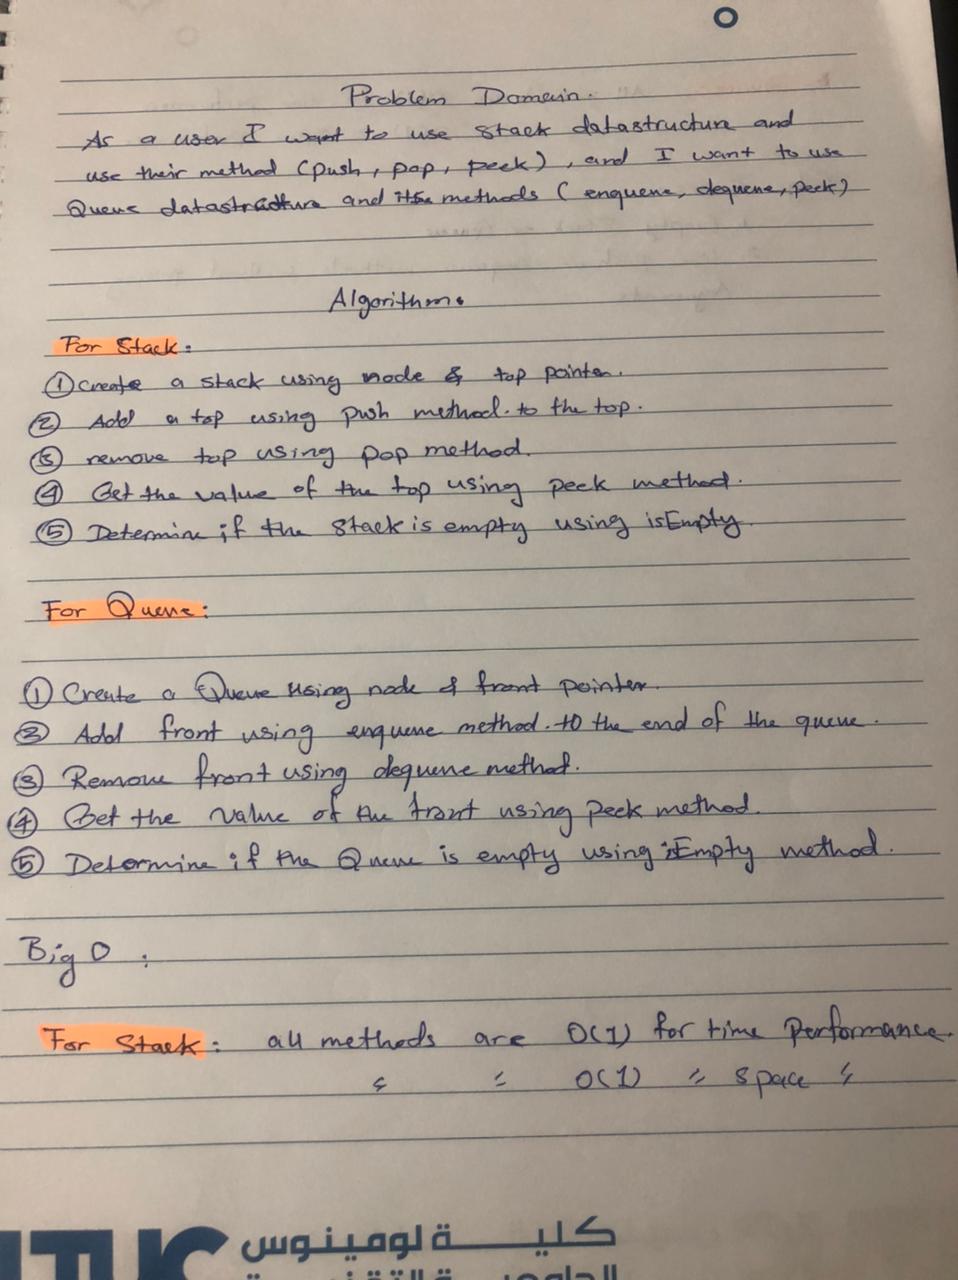 Problem Domain.
As a user I want to use stack datastructure and
use their method (push, pop, peek), and I want to use
Queue datastracture and its methods (enqueue, dequeue, peek)
Algorithm.
For Stack:
① Create a stack using node & top pointer.
② Add a top using push method. to the top.
③ remove top using pop method.
④ Get the value of the top using peek method.
⑤ Determine if the stack is empty using isEmpty.
For Queue:
① Create a Queue using node & front pointer.
② Add front using enqueue method. to the end of the queue.
③ Remove front using dequeue method.
④ Get the value of the front using peek method.
⑤ Determine if the Queue is empty using isEmpty method.
Big O :
For Stack: all methods are O(1) for time Performance.
" " O(1) " space "
كليـــة لومينوس